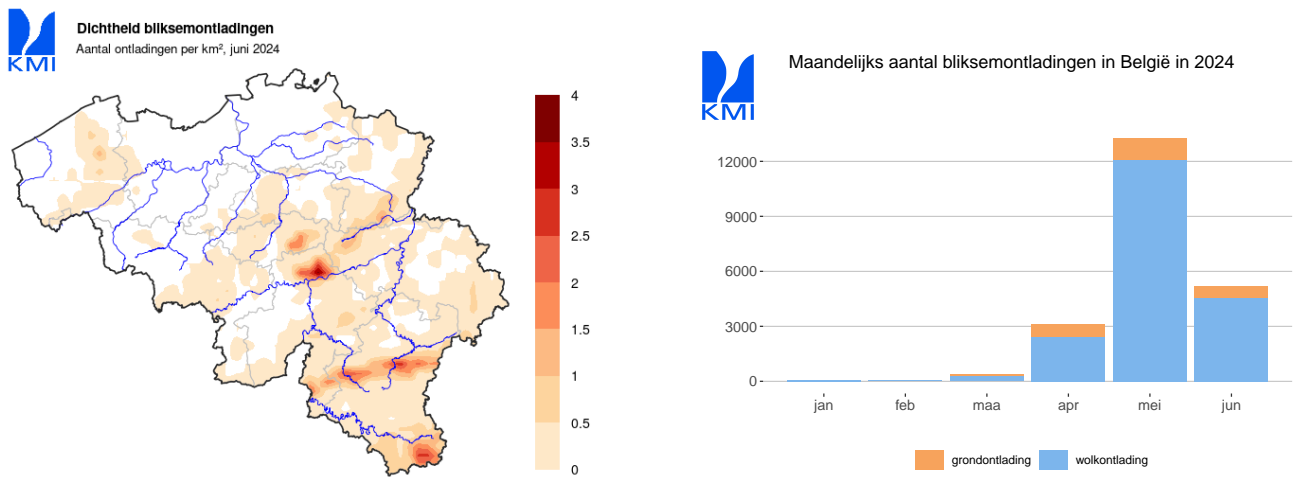 KMI
Dichtheid bliksemontladingen
Aantal ontladingen per km², juni 2024
4
3.5
3
2.5
2
1.5
1
0.5
0
KMI
Maandelijks aantal bliksemontladingen in België in 2024
12000
9000
6000
3000
0
jan feb maa apr mei jun
grondontlading wolkontlading